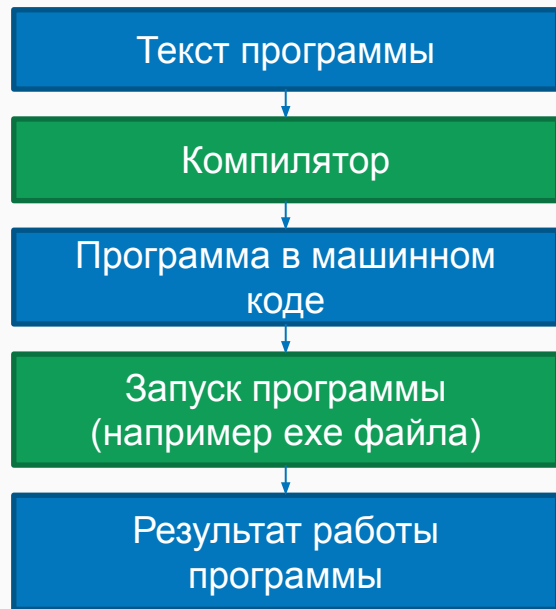 Текст программы
Компилятор
Программа в машинном
коде
Запуск программы
(например exe файла)
Результат работы
программы